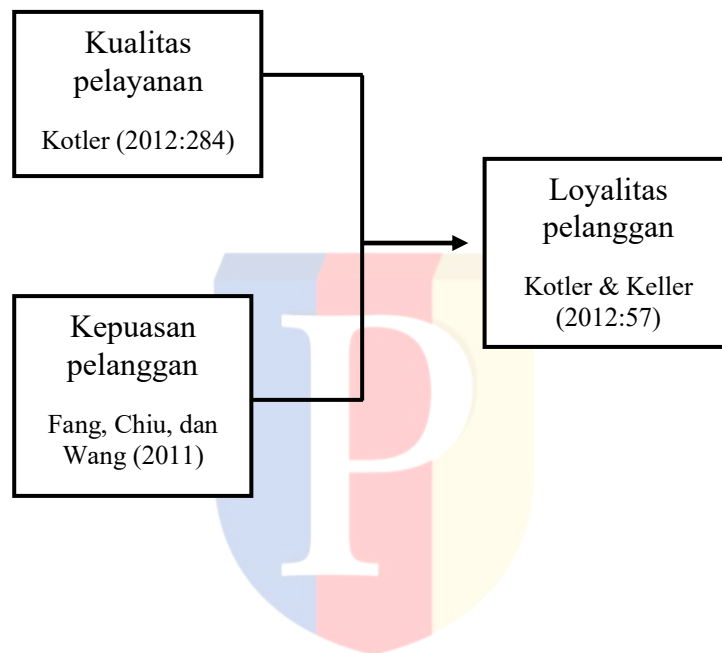 Kualitas
pelayanan
Kotler (2012:284)
Kepuasan
pelanggan
Fang, Chiu, dan
Wang (2011)
Loyalitas
pelanggan
Kotler & Keller
(2012:57)
P